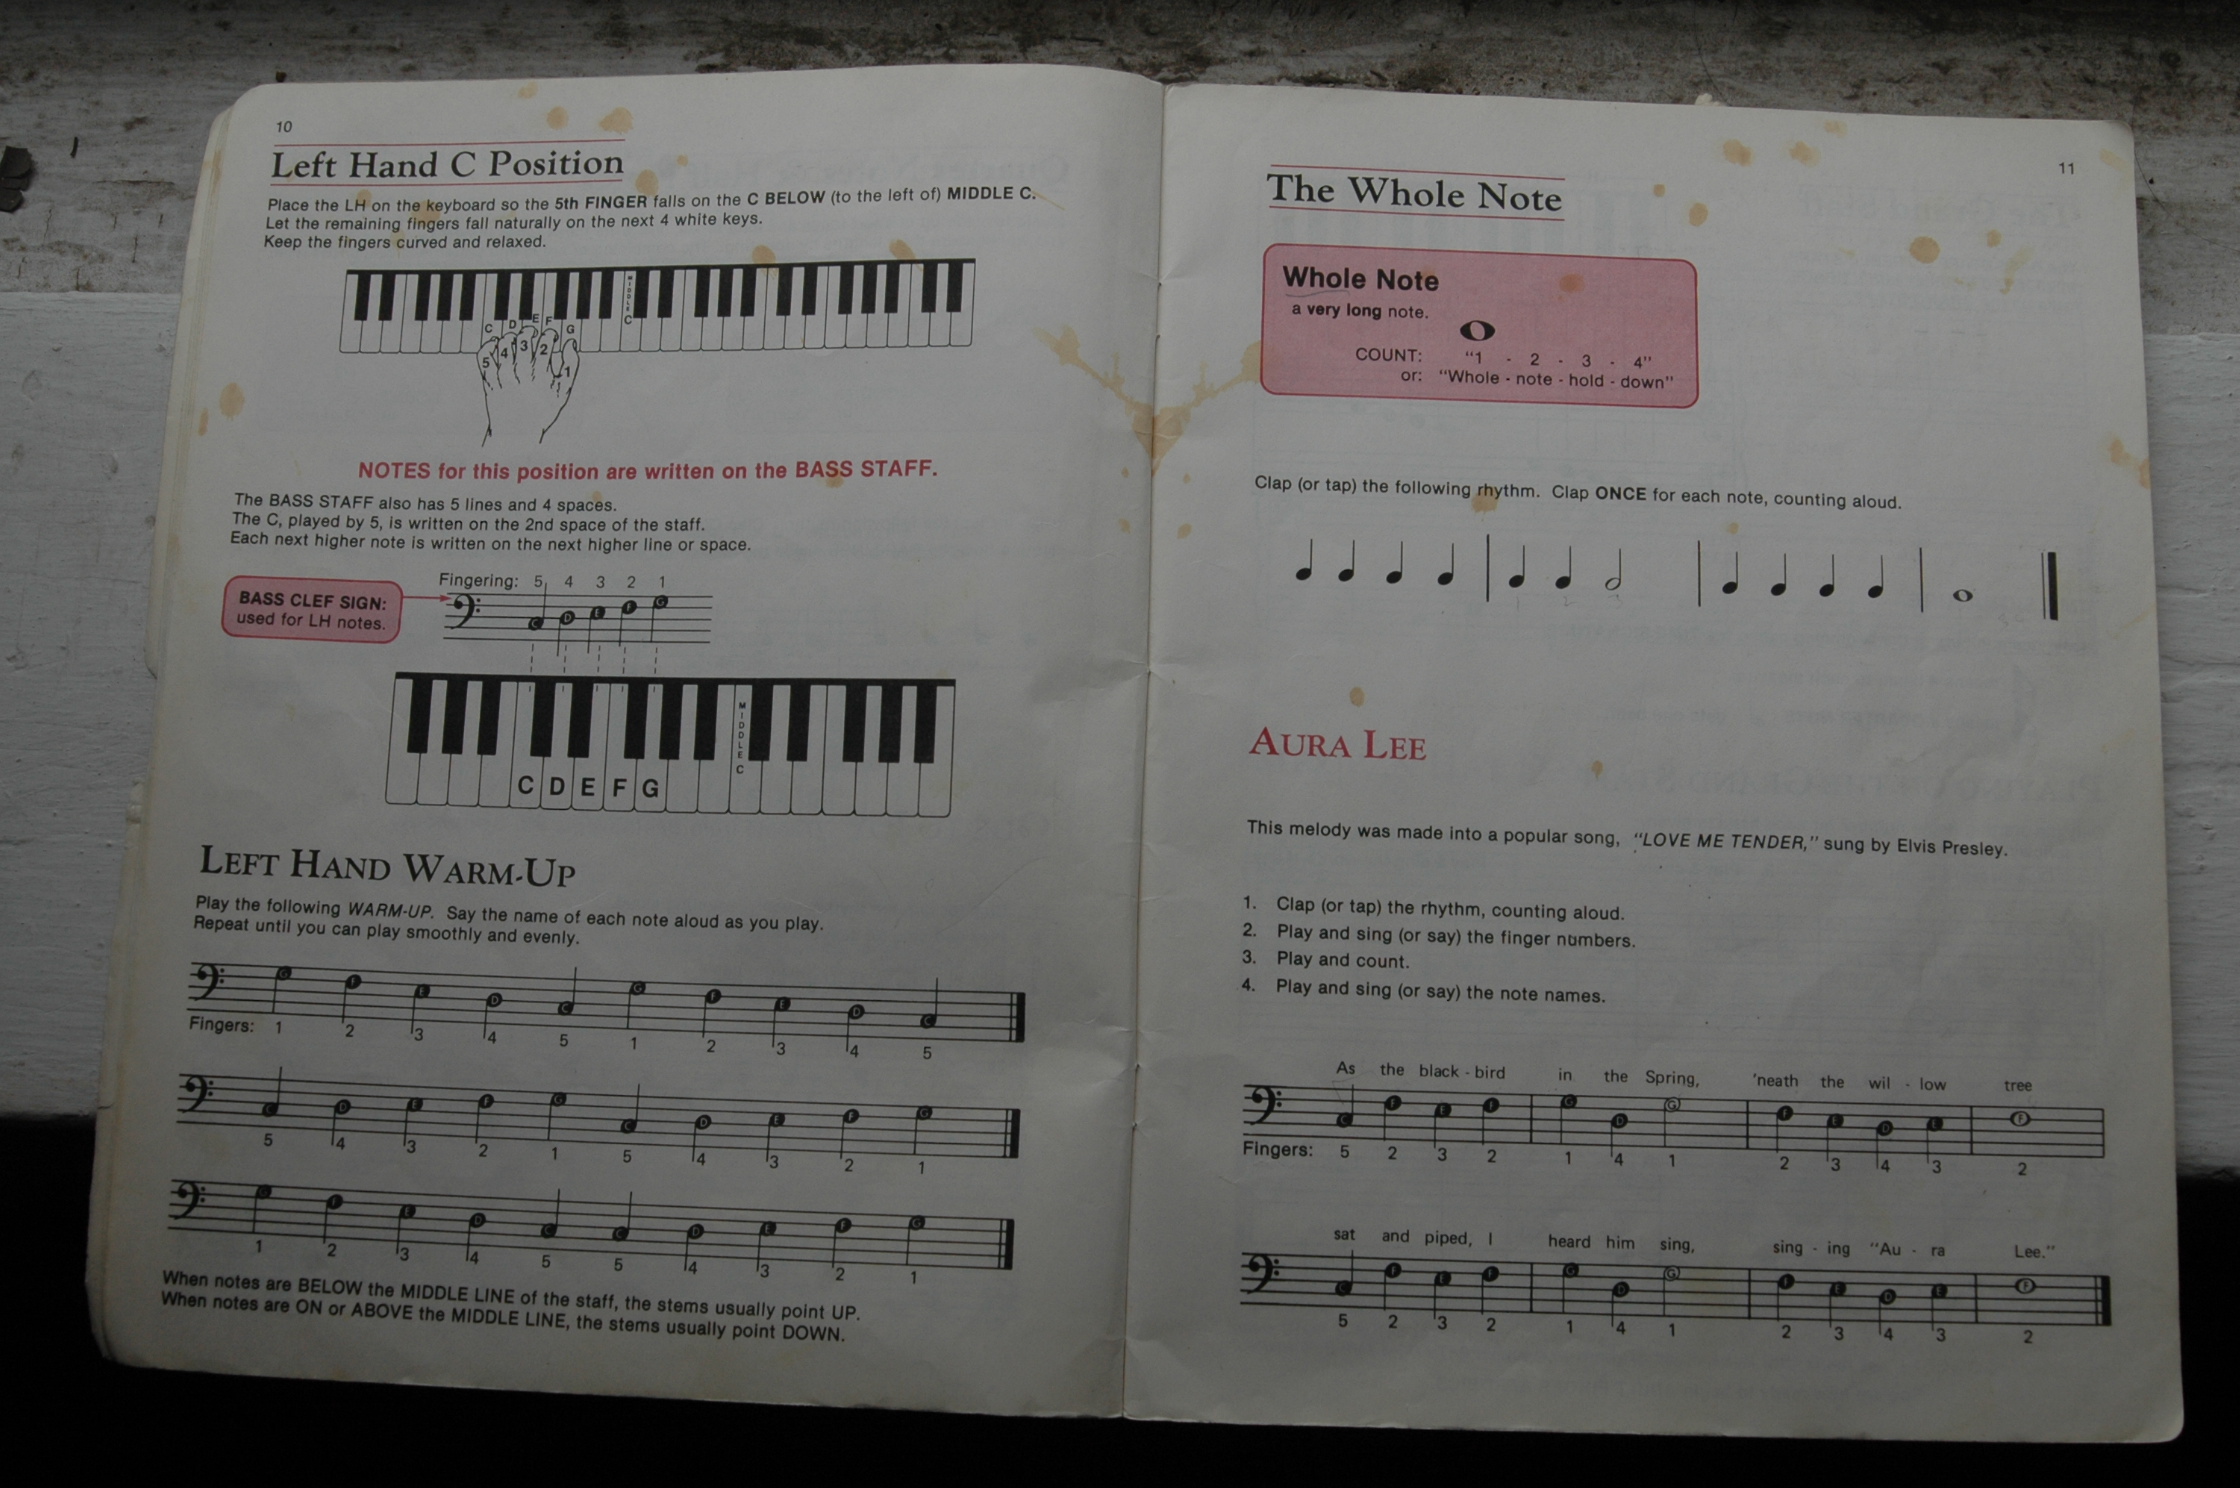 10
Left Hand C Position
Place the LH on the keyboard so the 5th FINGER falls on the C BELOW (to the left of) MIDDLE C.
Let the remaining fingers fall naturally on the next 4 white keys.
Keep the fingers curved and relaxed.
MIDDLE C
C D E F G
5 4 3 2 1
NOTES for this position are written on the BASS STAFF.
The BASS STAFF also has 5 lines and 4 spaces.
The C, played by 5, is written on the 2nd space of the staff.
Each next higher note is written on the next higher line or space.
Fingering: 5 4 3 2 1
BASS CLEF SIGN:
used for LH notes.
C D E F G
MIDDLE C
C D E F G
LEFT HAND WARM-UP
Play the following WARM-UP. Say the name of each note aloud as you play.
Repeat until you can play smoothly and evenly.
G F E D C G F E D C
Fingers: 1 2 3 4 5 1 2 3 4 5
C D E F G C D E F G
5 4 3 2 1 5 4 3 2 1
G F E D C C D E F G
1 2 3 4 5 5 4 3 2 1
When notes are BELOW the MIDDLE LINE of the staff, the stems usually point UP.
When notes are ON or ABOVE the MIDDLE LINE, the stems usually point DOWN.
11
The Whole Note
Whole Note
a very long note.
COUNT: "1 - 2 - 3 - 4"
or: "Whole - note - hold - down"
Clap (or tap) the following rhythm. Clap ONCE for each note, counting aloud.
AURA LEE
This melody was made into a popular song, "LOVE ME TENDER," sung by Elvis Presley.
1. Clap (or tap) the rhythm, counting aloud.
2. Play and sing (or say) the finger numbers.
3. Play and count.
4. Play and sing (or say) the note names.
As the black - bird in the Spring, 'neath the wil - low tree
C F E F G D G F E D E F
Fingers: 5 2 3 2 1 4 1 2 3 4 3 2
sat and piped, I heard him sing, sing - ing "Au - ra Lee."
C F E F G D G F E D E F
5 2 3 2 1 4 1 2 3 4 3 2